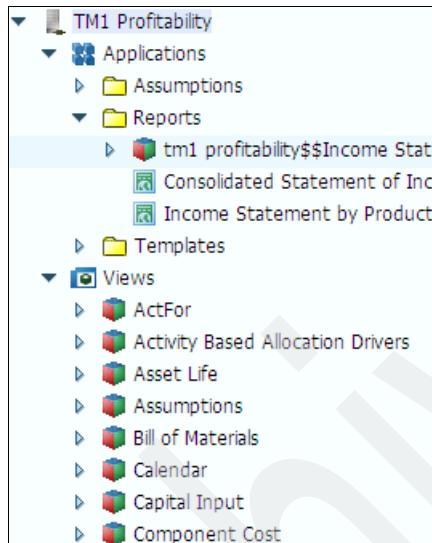 TM1 Profitability
Applications
Assumptions
Reports
tm1 profitability$$Income Stat
Consolidated Statement of Inc
Income Statement by Product
Templates
Views
ActFor
Activity Based Allocation Drivers
Asset Life
Assumptions
Bill of Materials
Calendar
Capital Input
Component Cost